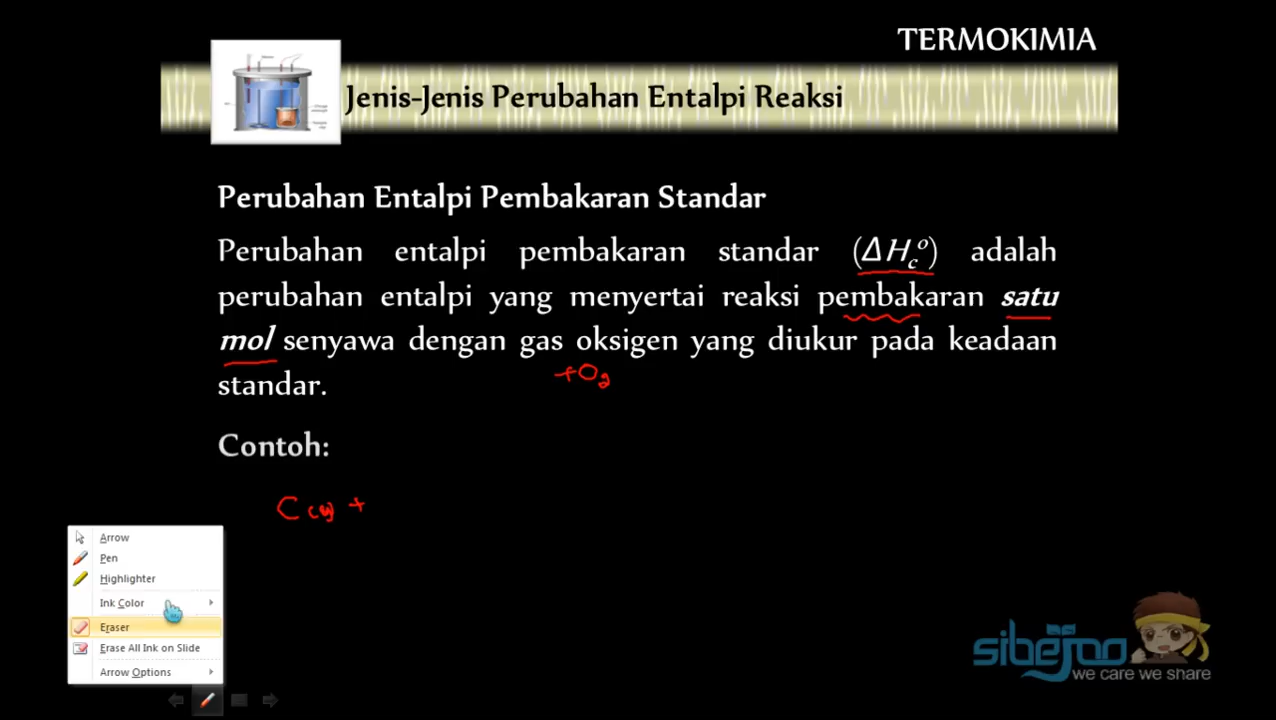 TERMOKIMIA
Jenis-Jenis Perubahan Entalpi Reaksi
Perubahan Entalpi Pembakaran Standar
Perubahan entalpi pembakaran standar (ΔH_c^o) adalah
perubahan entalpi yang menyertai reaksi pembakaran satu
mol senyawa dengan gas oksigen yang diukur pada keadaan
+O₂
standar.
Contoh:
C +
Arrow
Pen
Highlighter
Ink Color
Eraser
Erase All Ink on Slide
Arrow Options
sibejoo
we care we share